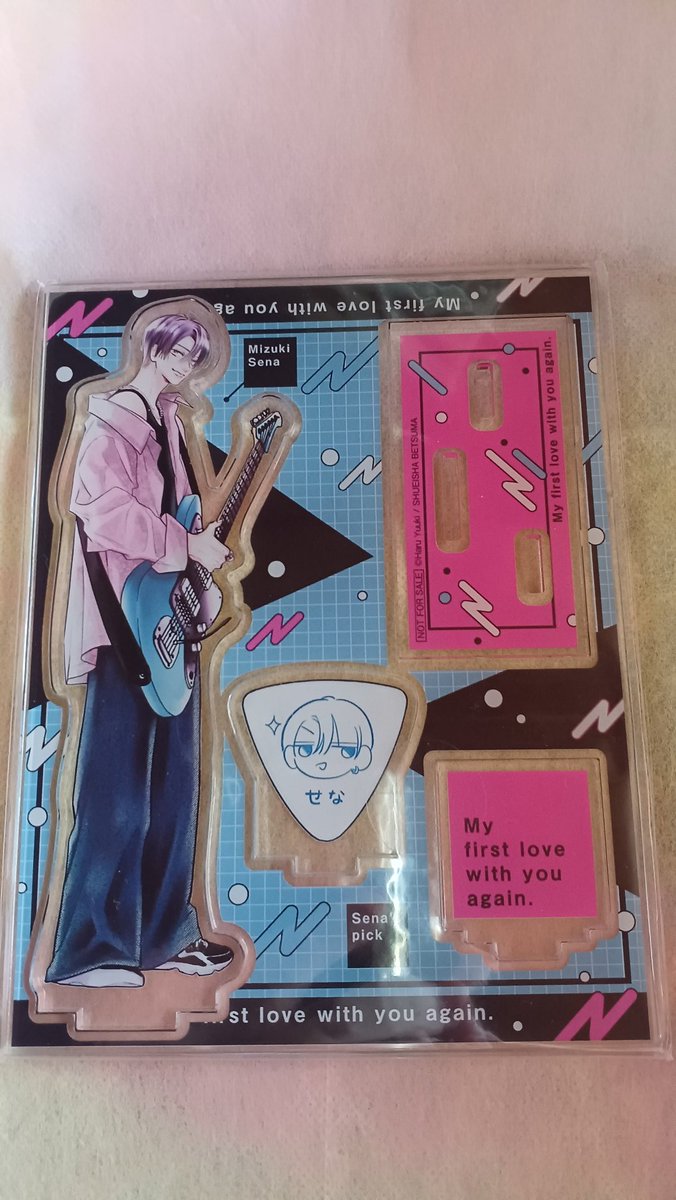 My first love with you ag
Mizuki
Sena
My first love with you again.
[NOT FOR SALE] ©Haru Yuuki / SHUEISHA BETSUMA
せな
My
first love
with you
again.
Sena's
pick
irst love with you again.